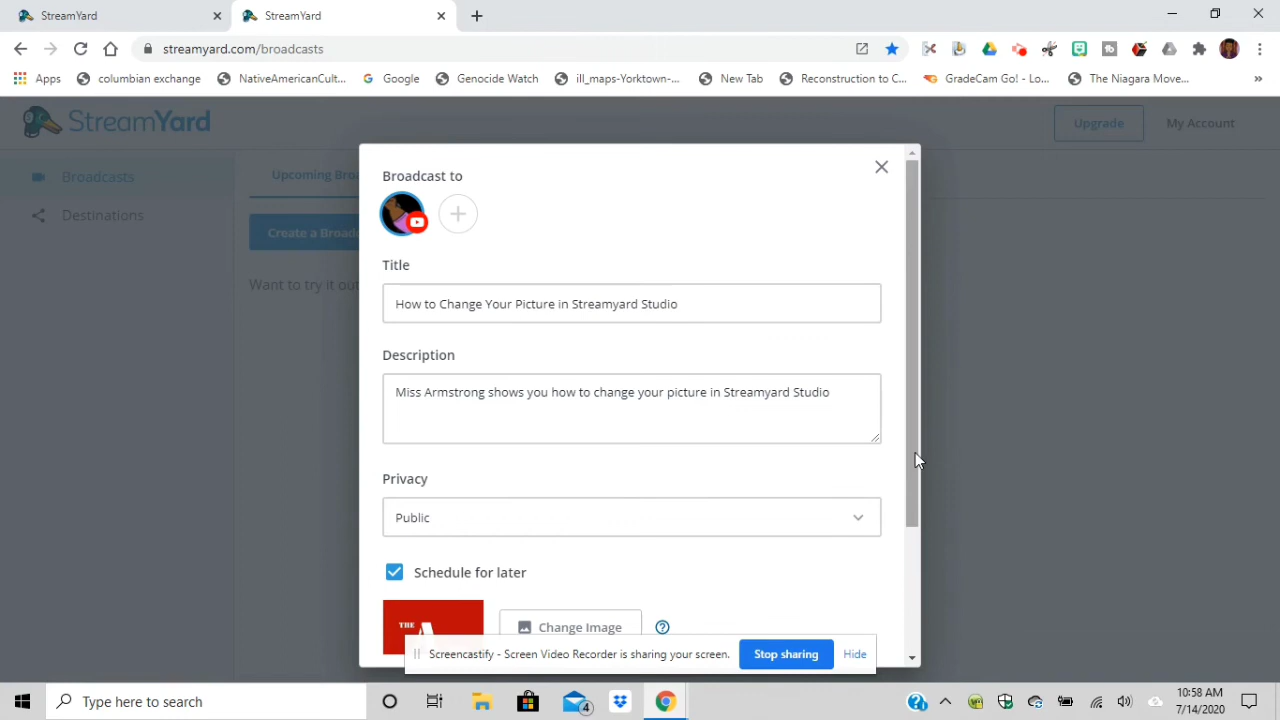 StreamYard
StreamYard
streamyard.com/broadcasts
Apps
columbian exchange
NativeAmericanCult...
Google
Genocide Watch
ill_maps-Yorktown-...
New Tab
Reconstruction to C...
GradeCam Go! - Lo...
The Niagara Move...
»
StreamYard
Upgrade
My Account
Broadcasts
Destinations
Upcoming Bro
Create a Broadc
Want to try it out
Broadcast to
Title
How to Change Your Picture in Streamyard Studio
Description
Miss Armstrong shows you how to change your picture in Streamyard Studio
Privacy
Public
Schedule for later
THE
A
Change Image
Screencastify - Screen Video Recorder is sharing your screen.
Stop sharing
Hide
Type here to search
4
10:58 AM
7/14/2020